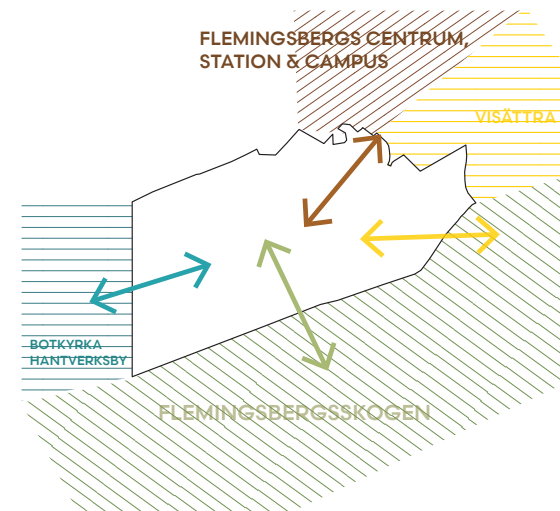 FLEMINGSBERGS CENTRUM,
STATION & CAMPUS
VISÄTTRA
BOTKYRKA
HANTVERKSBY
FLEMINGSBERGSSKOGEN